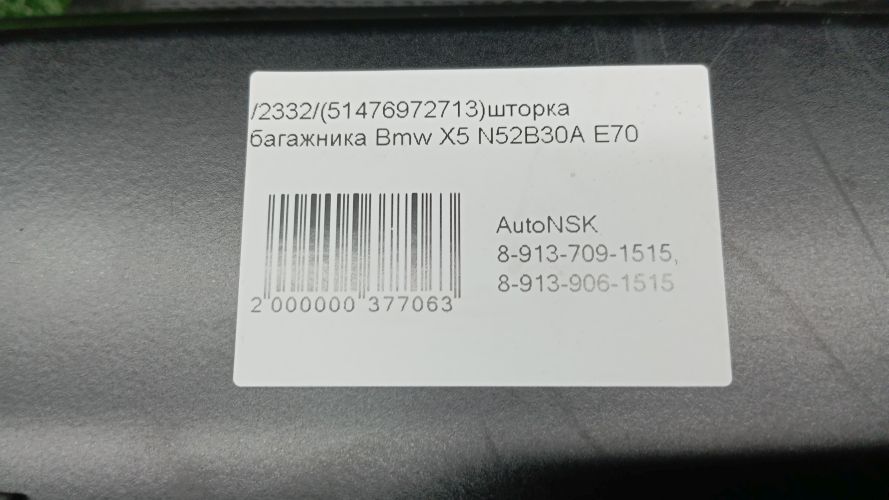 /2332/(51476972713)шторка
багажника Bmw X5 N52B30A E70
AutoNSK
8-913-709-1515,
8-913-906-1515
2 000000 377063